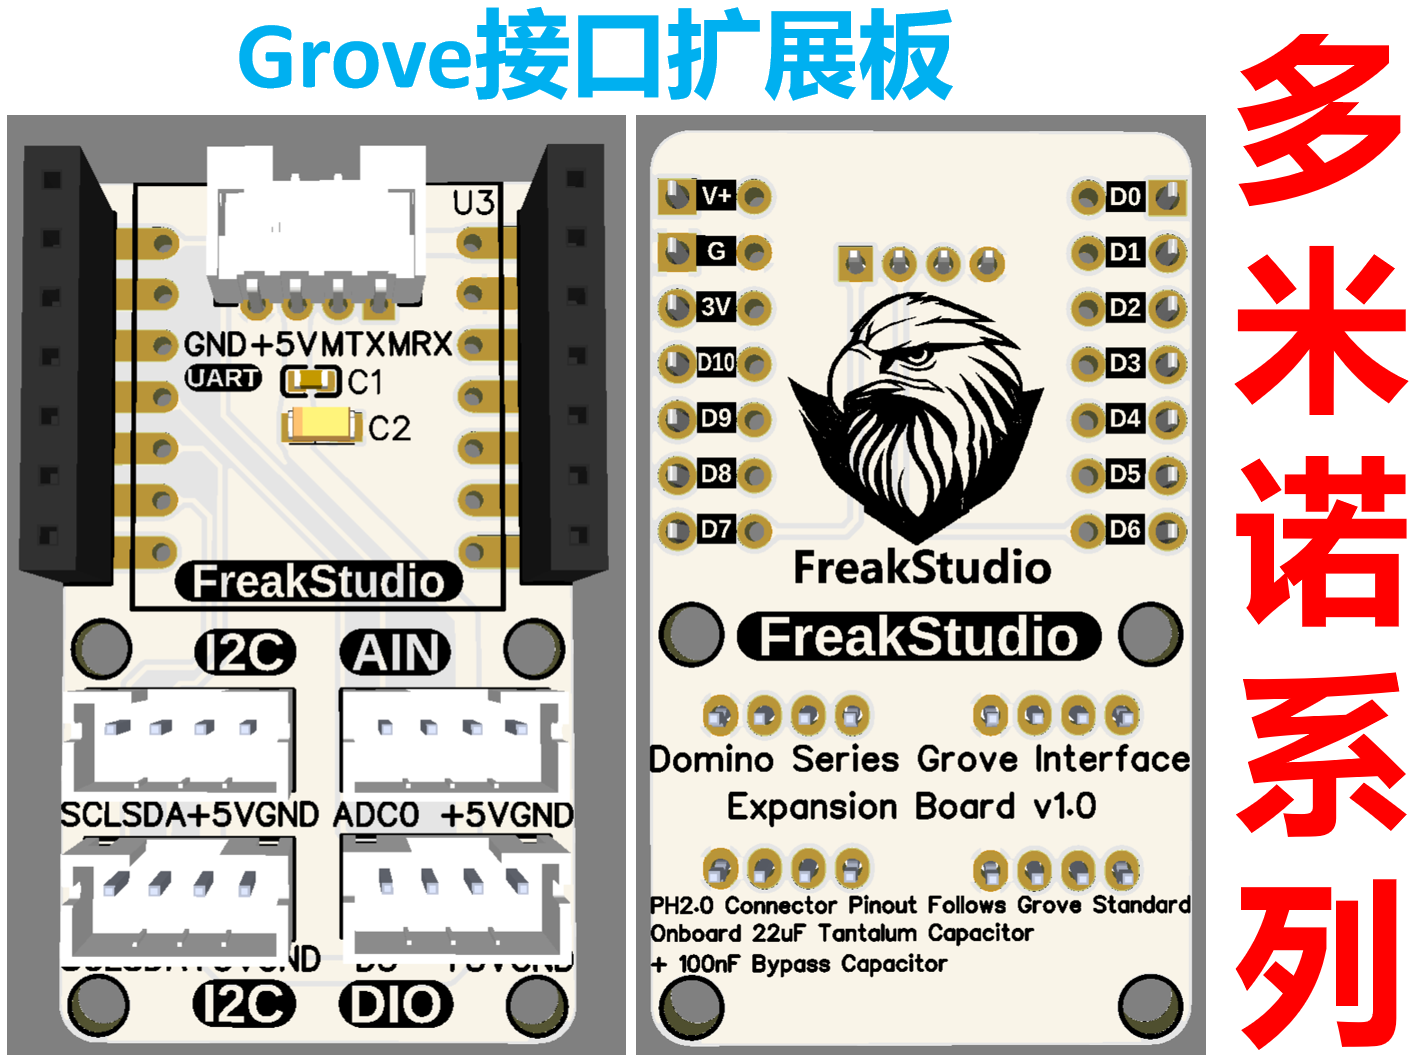 Grove接口扩展板
多米诺系列
U3
GND+5VMTXMRX
UART
C1
C2
FreakStudio
I2C AIN
SCLSDA+5VGND ADC0 +5VGND
I2C DIO
V+ D0
G D1
3V D2
D10 D3
D9 D4
D8 D5
D7 D6
FreakStudio
FreakStudio
Domino Series Grove Interface
Expansion Board v1.0
PH2.0 Connector Pinout Follows Grove Standard
Onboard 22uF Tantalum Capacitor
+ 100nF Bypass Capacitor